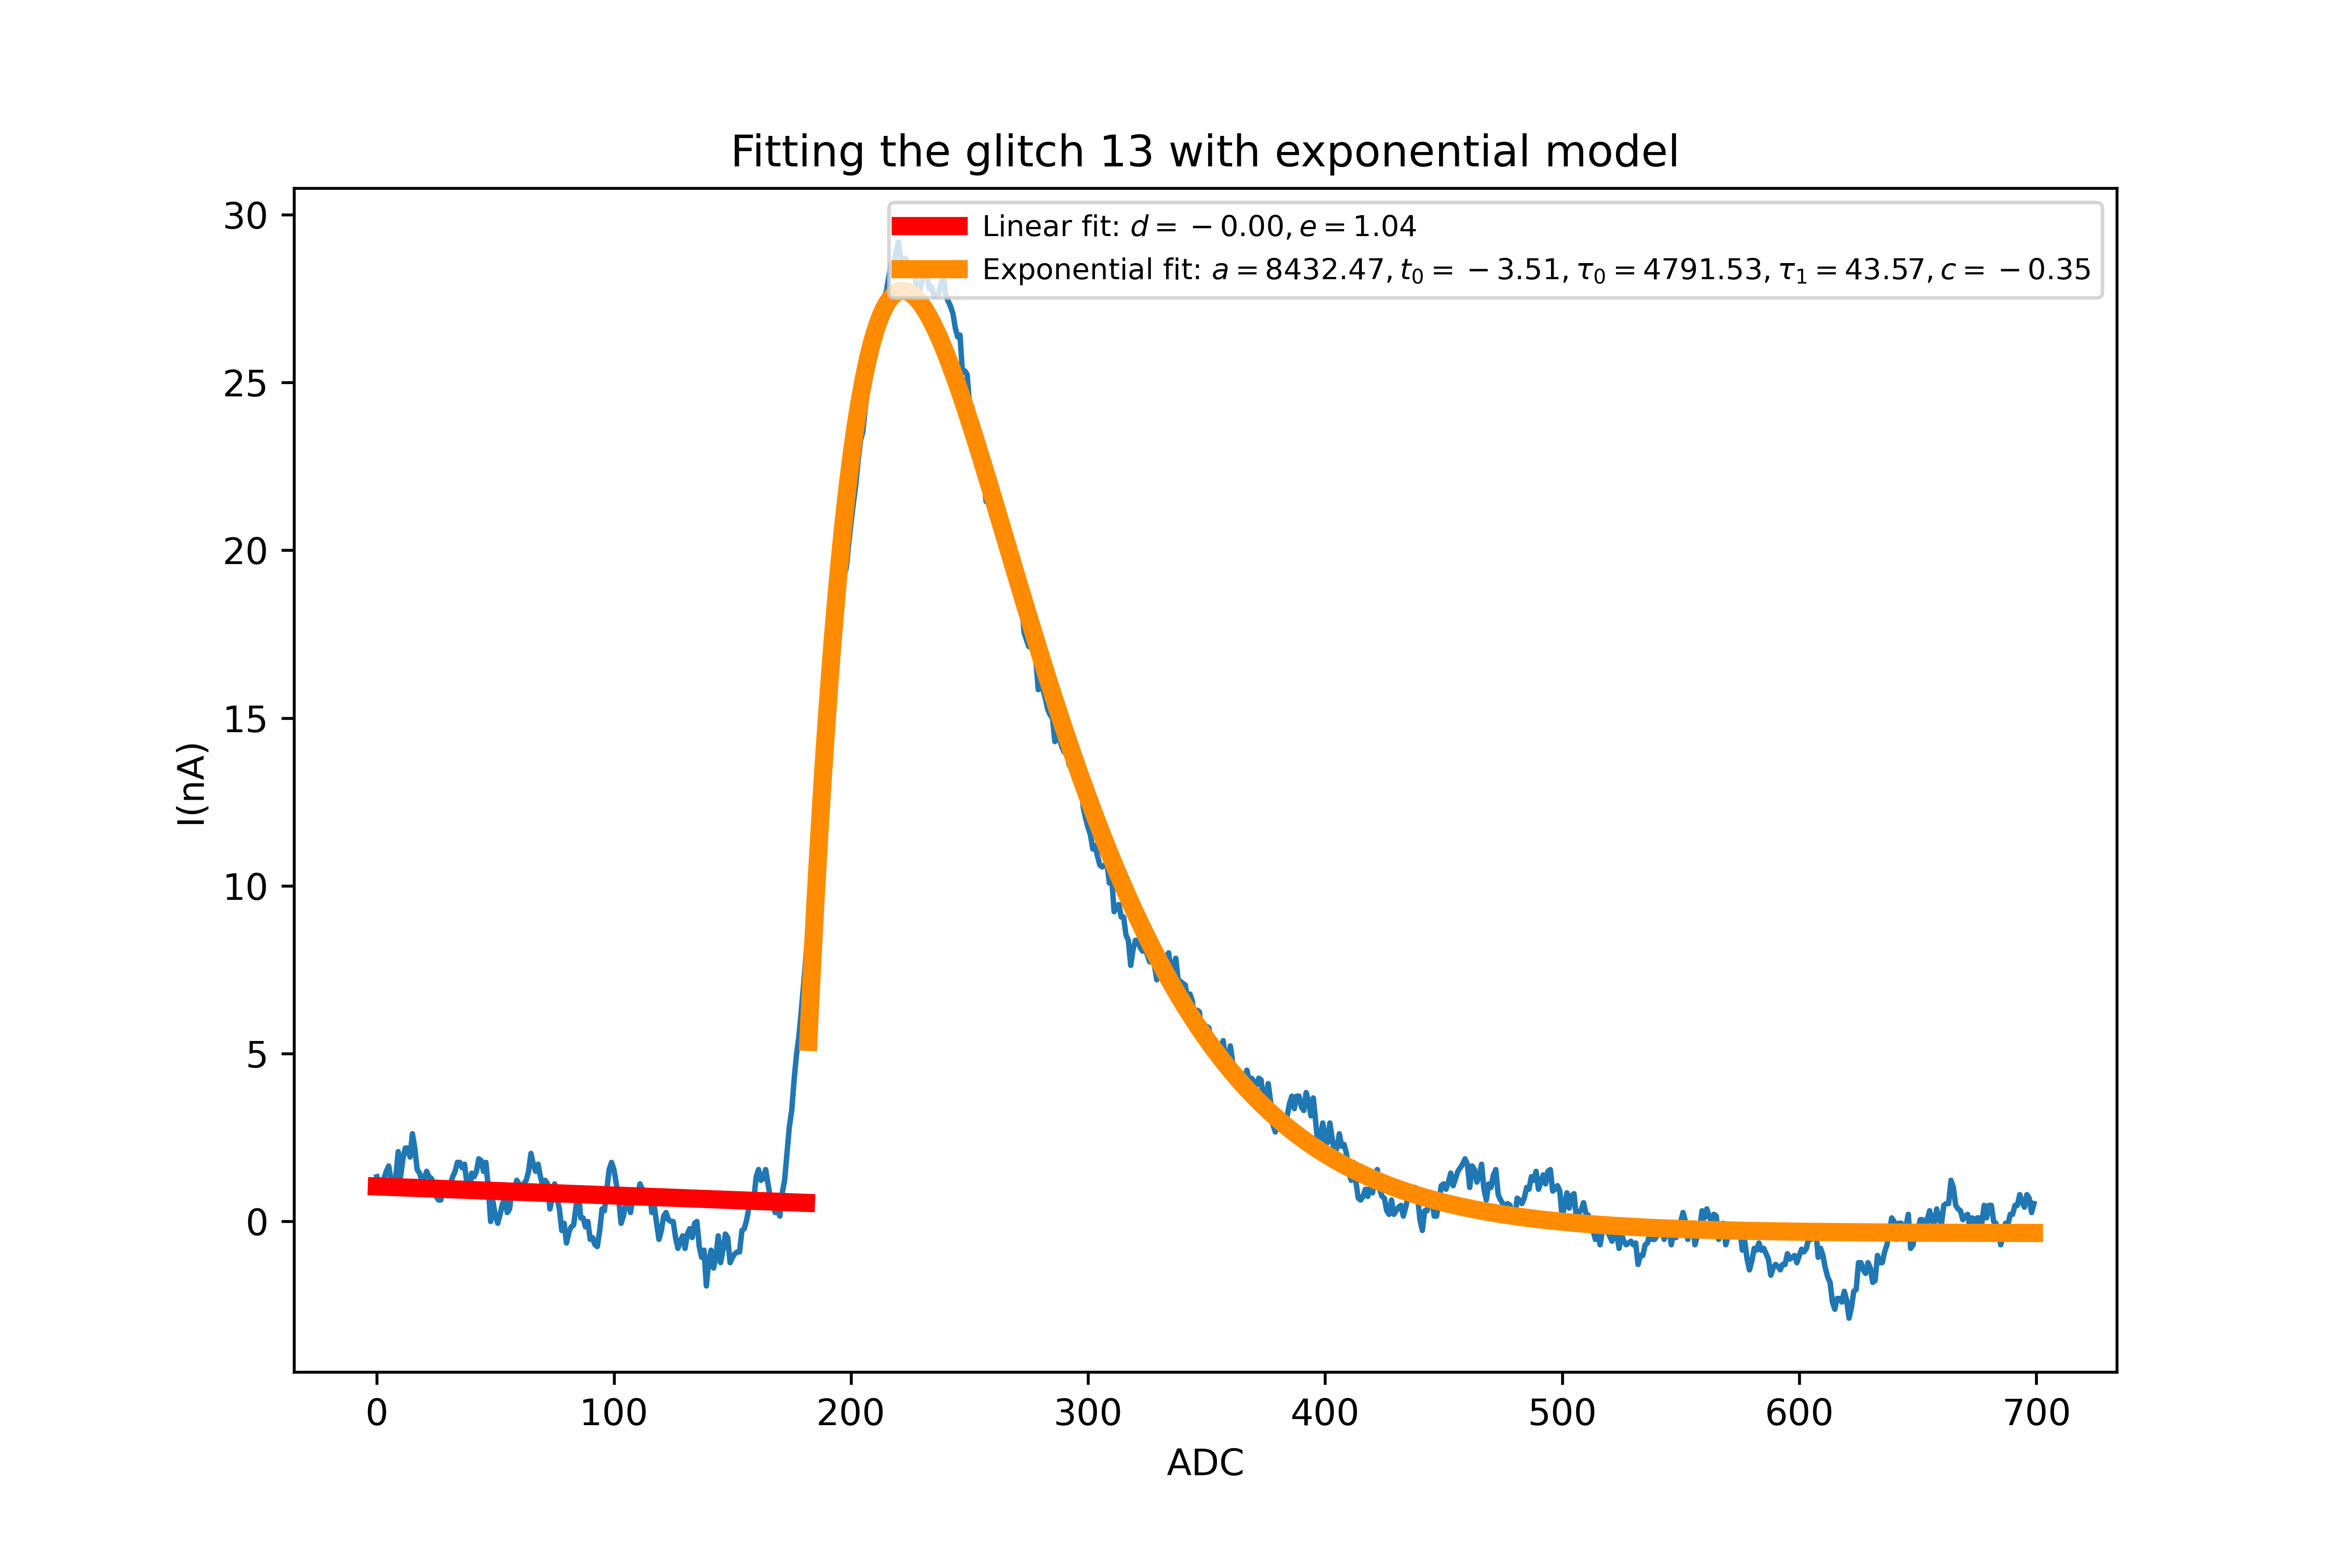 Fitting the glitch 13 with exponential model
Linear fit: d = −0.00, e = 1.04
Exponential fit: a = 8432.47, t₀ = −3.51, τ₀ = 4791.53, τ₁ = 43.57, c = −0.35
30
25
20
15
10
5
0
I(nA)
0 100 200 300 400 500 600 700
ADC